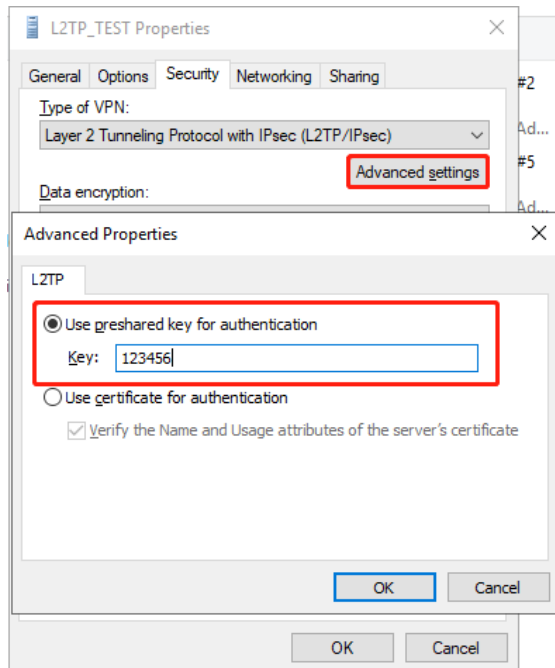 L2TP_TEST Properties
General Options Security Networking Sharing
#2
Type of VPN:
Layer 2 Tunneling Protocol with IPsec (L2TP/IPsec)
Ad...
Advanced settings
#5
Data encryption:
Ad...
Advanced Properties
L2TP
Use preshared key for authentication
Key: 123456
Use certificate for authentication
Verify the Name and Usage attributes of the server's certificate
OK Cancel
OK Cancel